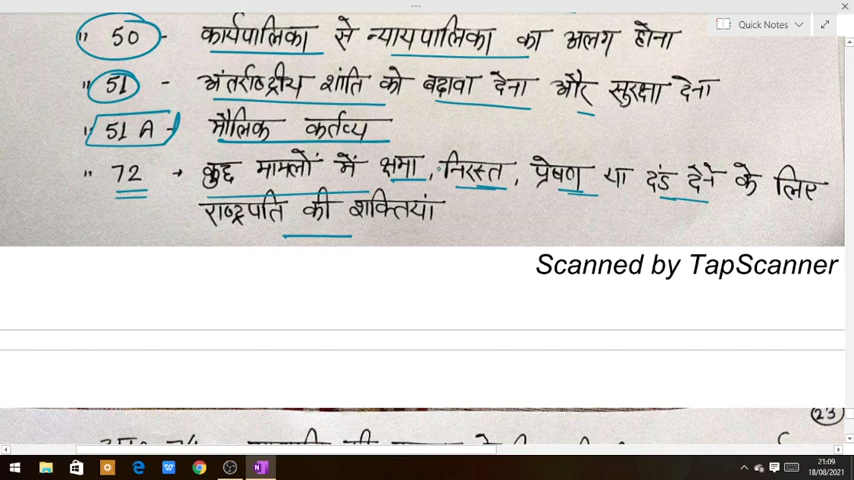 Quick Notes
" 50 - कार्यपालिका से न्यायपालिका का अलग होना
" 51 - अंतर्राष्ट्रीय शांति को बढ़ावा देना और सुरक्षा देना
" 51 A - मौलिक कर्तव्य
" 72 → कुछ मामलों में क्षमा, निरस्त, प्रेषण या दंड देने के लिए
राष्ट्रपति की शक्तियां
Scanned by TapScanner
23
21:09
18/08/2021